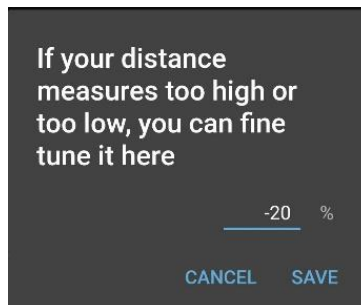 If your distance
measures too high or
too low, you can fine
tune it here
-20 %
CANCEL SAVE